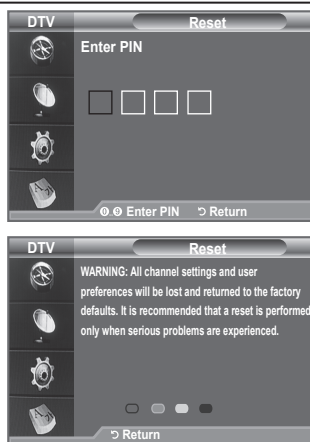 DTV Reset
Enter PIN
0..9 Enter PIN Return
DTV Reset
WARNING: All channel settings and user
preferences will be lost and returned to the factory
defaults. It is recommended that a reset is performed
only when serious problems are experienced.
Return